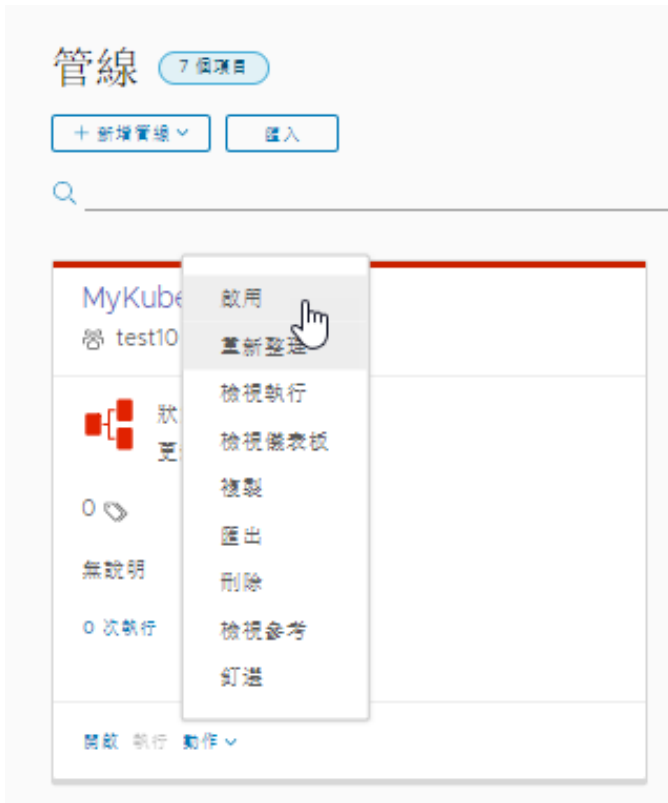 管線 7 個項目
+ 新增管線 匯入
MyKube
test10
狀
更
0
無說明
0 次執行
啟用
重新整理
檢視執行
檢視儀表板
複製
匯出
刪除
檢視參考
釘選
開啟 執行 動作